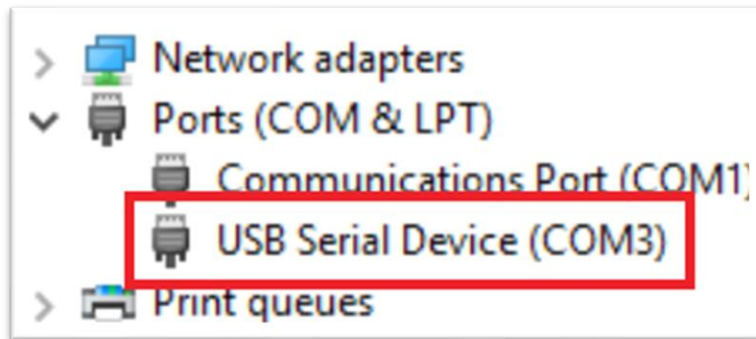 Network adapters
Ports (COM & LPT)
Communications Port (COM1)
USB Serial Device (COM3)
Print queues